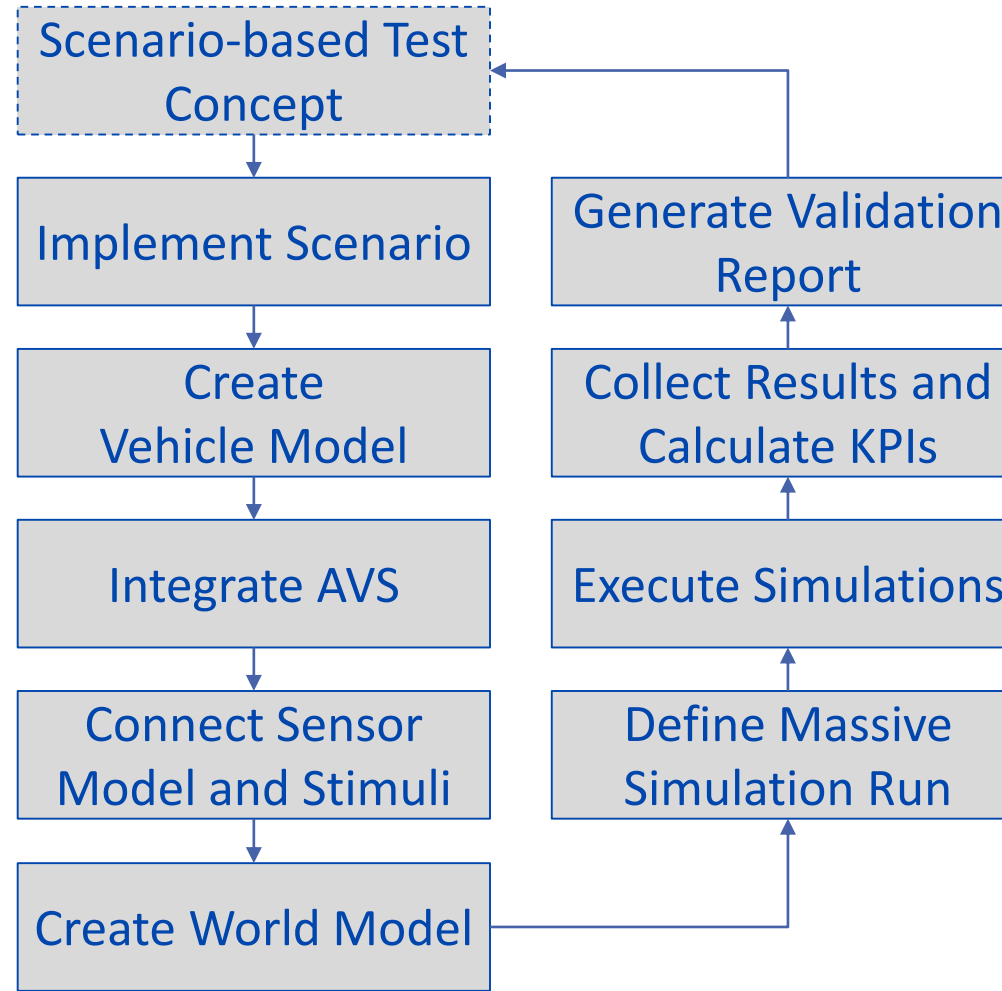 Scenario-based Test
Concept
Implement Scenario
Create
Vehicle Model
Integrate AVS
Connect Sensor
Model and Stimuli
Create World Model
Define Massive
Simulation Run
Execute Simulations
Collect Results and
Calculate KPIs
Generate Validation
Report